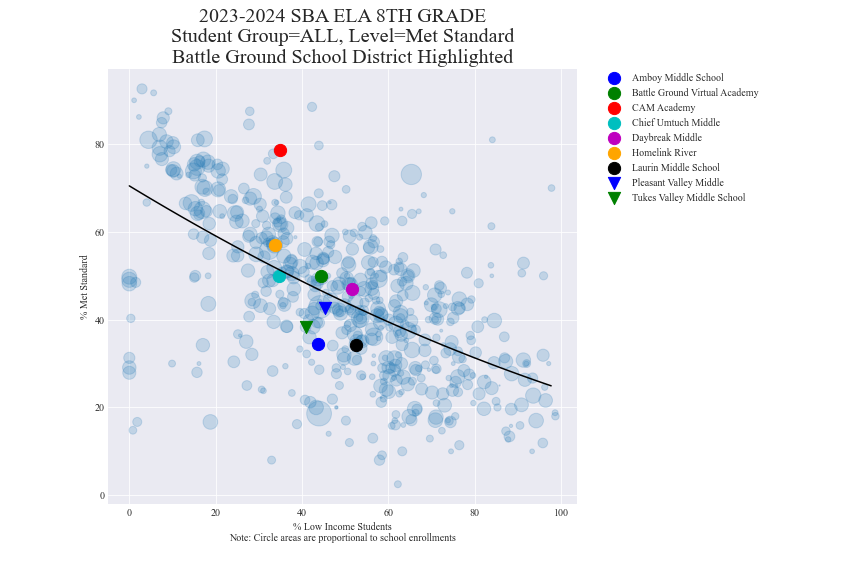 2023-2024 SBA ELA 8TH GRADE
Student Group=ALL, Level=Met Standard
Battle Ground School District Highlighted
% Met Standard
80
60
40
20
0
0 20 40 60 80 100
% Low Income Students
Note: Circle areas are proportional to school enrollments
Amboy Middle School
Battle Ground Virtual Academy
CAM Academy
Chief Umtuch Middle
Daybreak Middle
Homelink River
Laurin Middle School
Pleasant Valley Middle
Tukes Valley Middle School